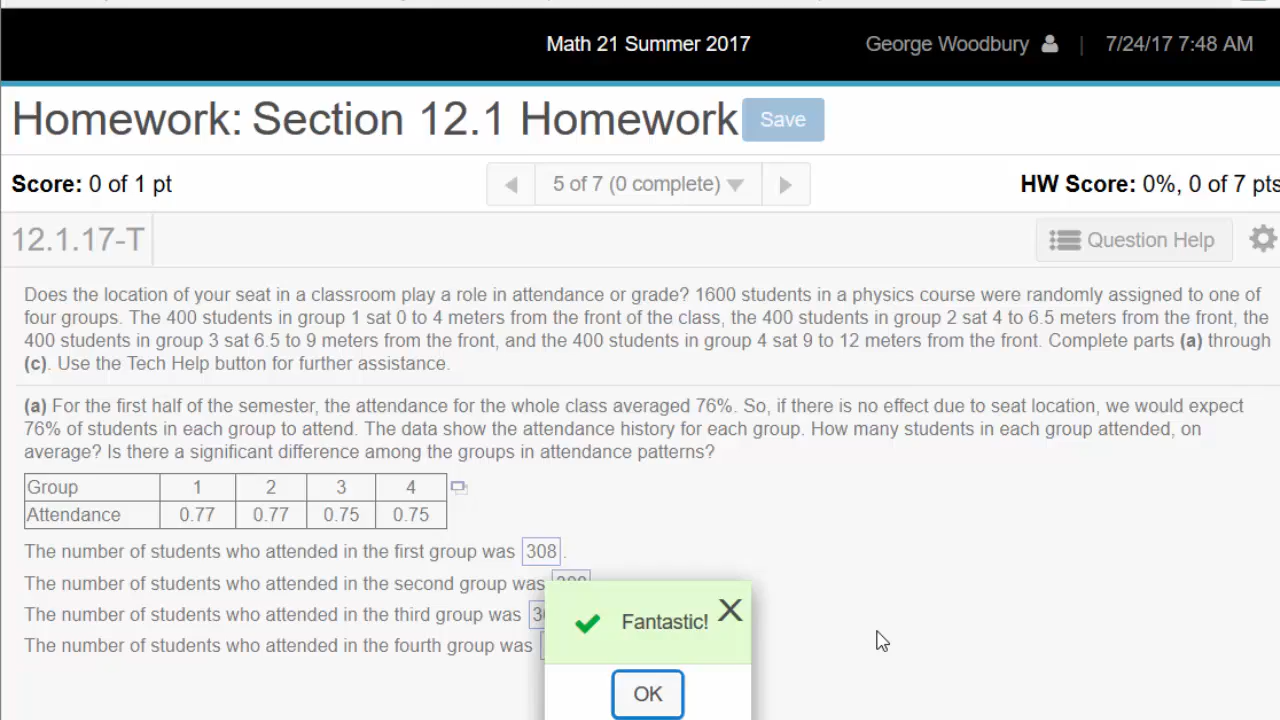 Math 21 Summer 2017
George Woodbury | 7/24/17 7:48 AM
Homework: Section 12.1 Homework Save
Score: 0 of 1 pt
5 of 7 (0 complete)
HW Score: 0%, 0 of 7 pts
12.1.17-T
Question Help
Does the location of your seat in a classroom play a role in attendance or grade? 1600 students in a physics course were randomly assigned to one of
four groups. The 400 students in group 1 sat 0 to 4 meters from the front of the class, the 400 students in group 2 sat 4 to 6.5 meters from the front, the
400 students in group 3 sat 6.5 to 9 meters from the front, and the 400 students in group 4 sat 9 to 12 meters from the front. Complete parts (a) through
(c). Use the Tech Help button for further assistance.
(a) For the first half of the semester, the attendance for the whole class averaged 76%. So, if there is no effect due to seat location, we would expect
76% of students in each group to attend. The data show the attendance history for each group. How many students in each group attended, on
average? Is there a significant difference among the groups in attendance patterns?
Group 1 2 3 4
Attendance 0.77 0.77 0.75 0.75
The number of students who attended in the first group was 308.
The number of students who attended in the second group was
The number of students who attended in the third group was
The number of students who attended in the fourth group was
Fantastic!
OK